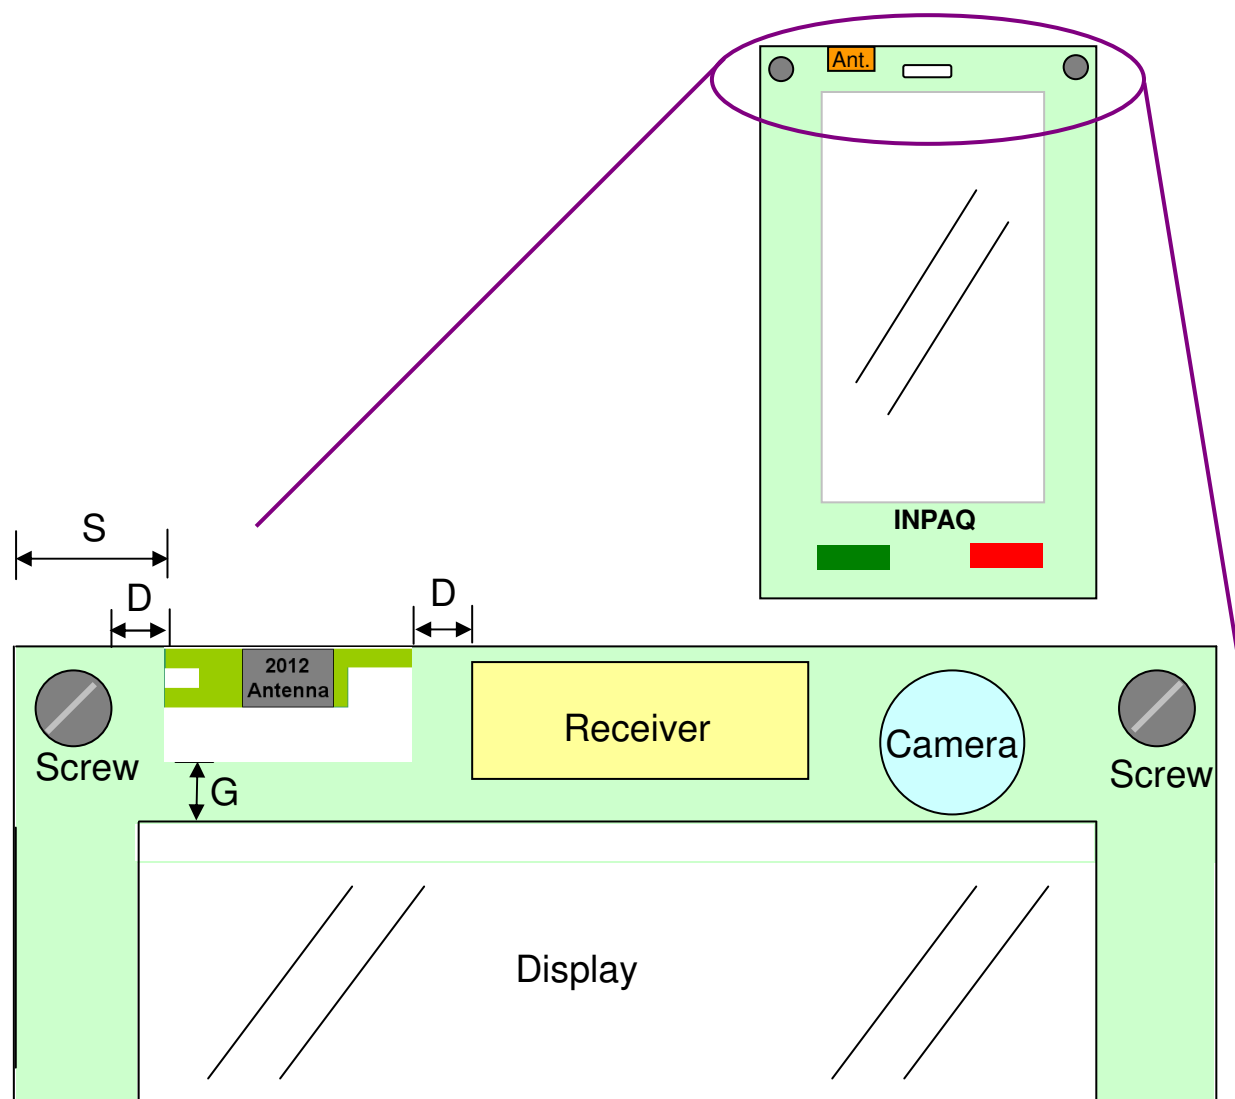 Ant.
INPAQ
S
D
D
2012
Antenna
Receiver
Camera
Screw
Screw
G
Display